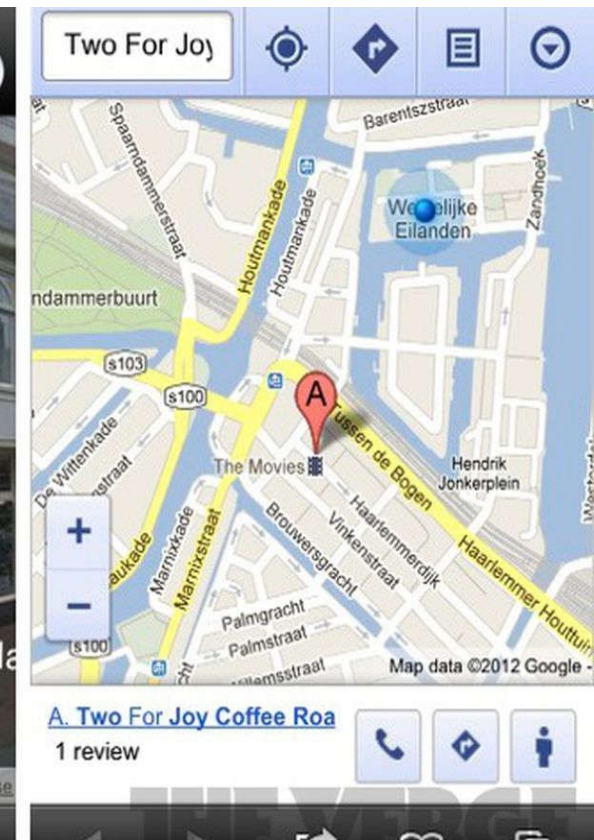 Two For Joy
Barentszstraat
Spaarndammerstraat
Zandhoek
Houtmankade
Houtmankade
Eilanden
ndammerbuurt
s103
s100
A
Tussen de Bogen
The Movies
De Wittenkade
nstraat
Hendrik
Jonkerplein
Haarlemmerdijk
Vinkenstraat
Brouwersgracht
Marnixkade
Marnixstraat
aukade
Haarlemmer Houttuin
+
−
Palmgracht
Palmstraat
s100
Map data ©2012 Google -
A. Two For Joy Coffee Roa
1 review
THE VERGE